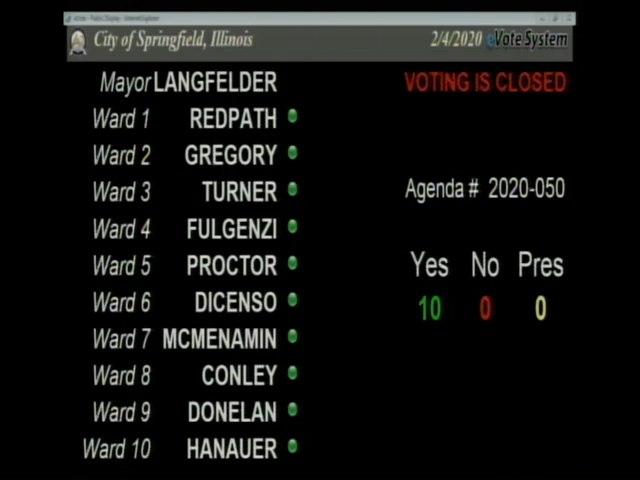 City of Springfield, Illinois 2/4/2020 eVote System
Mayor LANGFELDER VOTING IS CLOSED
Ward 1 REDPATH
Ward 2 GREGORY
Ward 3 TURNER Agenda # 2020-050
Ward 4 FULGENZI
Ward 5 PROCTOR Yes No Pres
Ward 6 DICENSO 10 0 0
Ward 7 MCMENAMIN
Ward 8 CONLEY
Ward 9 DONELAN
Ward 10 HANAUER